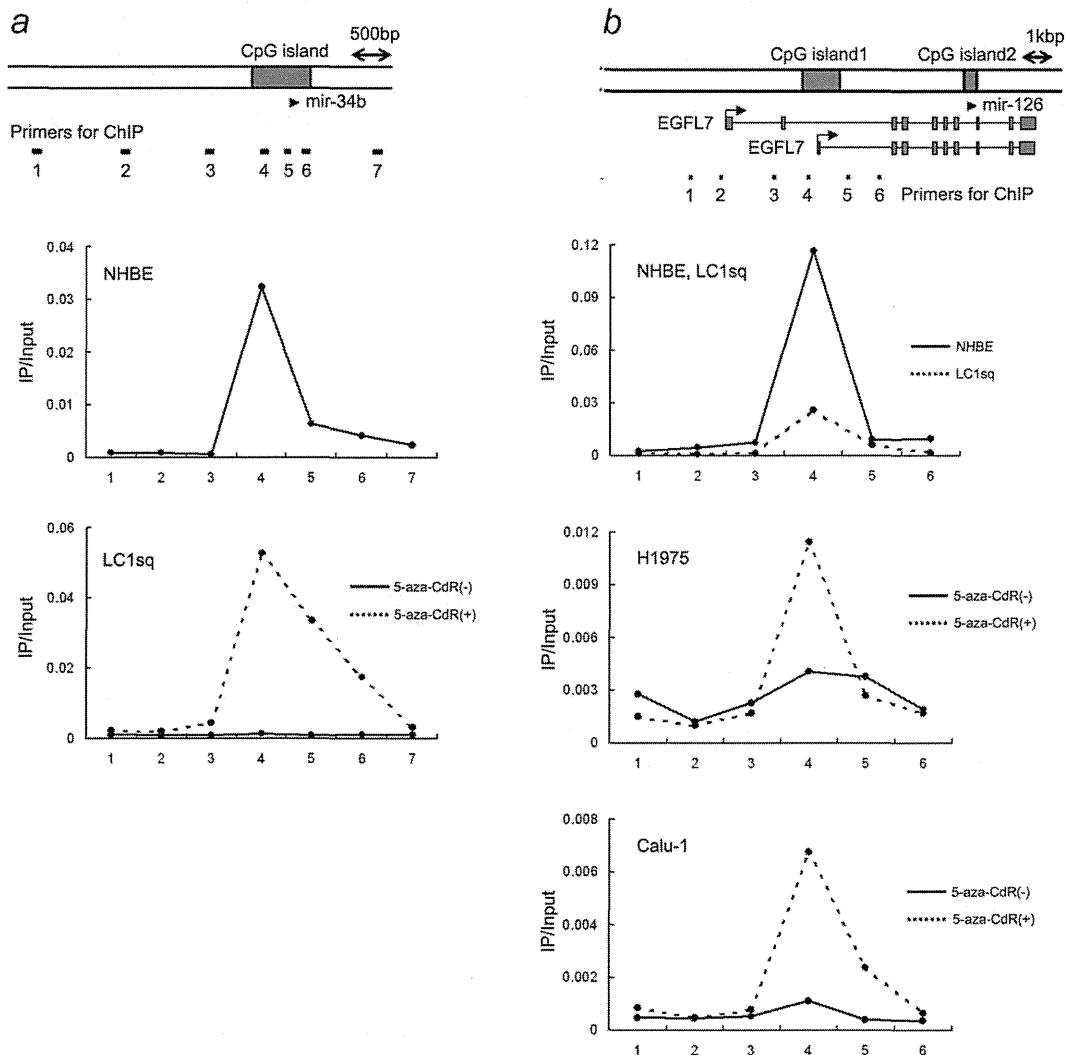 a
500bp
CpG island
mir-34b
Primers for ChIP
1 2 3 4 5 6 7
NHBE
IP/Input
0.04
0.03
0.02
0.01
0
1 2 3 4 5 6 7
LC1sq
IP/Input
0.06
0.04
0.02
0
5-aza-CdR(-)
5-aza-CdR(+)
1 2 3 4 5 6 7
b
1kbp
CpG island1 CpG island2
mir-126
EGFL7
EGFL7
1 2 3 4 5 6 Primers for ChIP
NHBE, LC1sq
IP/Input
0.12
0.09
0.06
0.03
0
NHBE
LC1sq
1 2 3 4 5 6
H1975
IP/Input
0.012
0.009
0.006
0.003
0
5-aza-CdR(-)
5-aza-CdR(+)
1 2 3 4 5 6
Calu-1
IP/Input
0.008
0.006
0.004
0.002
0
5-aza-CdR(-)
5-aza-CdR(+)
1 2 3 4 5 6